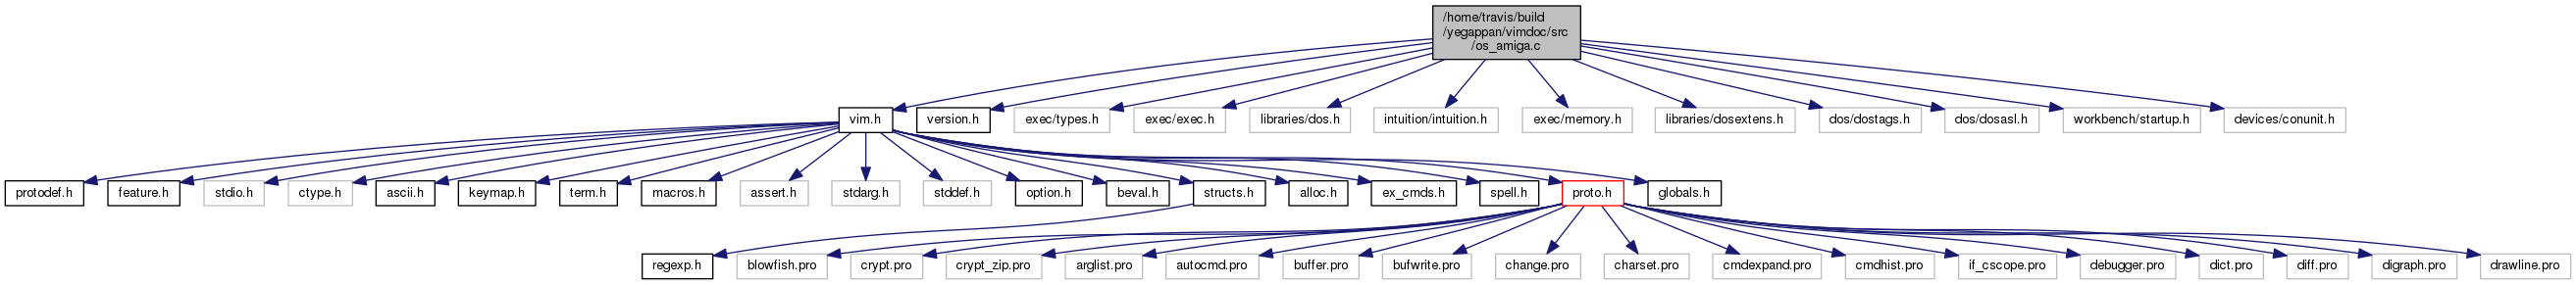 /home/travis/build
/yegappan/vimdoc/src
/os_amiga.c
vim.h
version.h
exec/types.h
exec/exec.h
libraries/dos.h
intuition/intuition.h
exec/memory.h
libraries/dosextens.h
dos/dostags.h
dos/dosasl.h
workbench/startup.h
devices/conunit.h
protodef.h
feature.h
stdio.h
ctype.h
ascii.h
keymap.h
term.h
macros.h
assert.h
stdarg.h
stddef.h
option.h
beval.h
structs.h
alloc.h
ex_cmds.h
spell.h
proto.h
globals.h
regexp.h
blowfish.pro
crypt.pro
crypt_zip.pro
arglist.pro
autocmd.pro
buffer.pro
bufwrite.pro
change.pro
charset.pro
cmdexpand.pro
cmdhist.pro
if_cscope.pro
debugger.pro
dict.pro
diff.pro
digraph.pro
drawline.pro